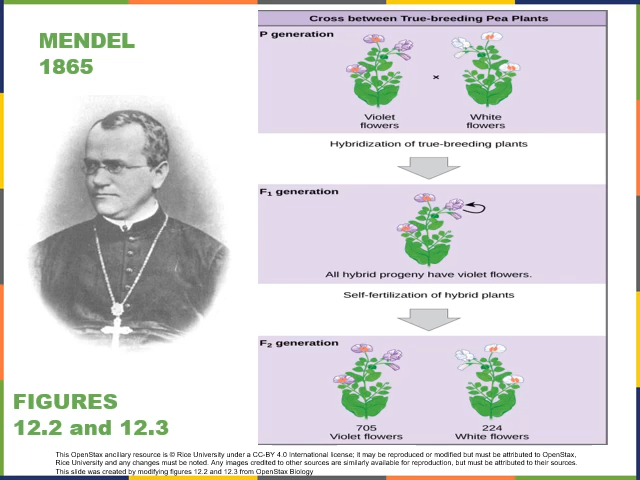 MENDEL
1865
Cross between True-breeding Pea Plants
P generation
×
Violet
flowers
White
flowers
Hybridization of true-breeding plants
F₁ generation
All hybrid progeny have violet flowers.
Self-fertilization of hybrid plants
F₂ generation
705
Violet flowers
224
White flowers
FIGURES
12.2 and 12.3
This OpenStax ancillary resource is © Rice University under a CC-BY 4.0 International license; it may be reproduced or modified but must be attributed to OpenStax,
Rice University and any changes must be noted. Any images credited to other sources are similarly available for reproduction, but must be attributed to their sources.
This slide was created by modifying figures 12.2 and 12.3 from OpenStax Biology